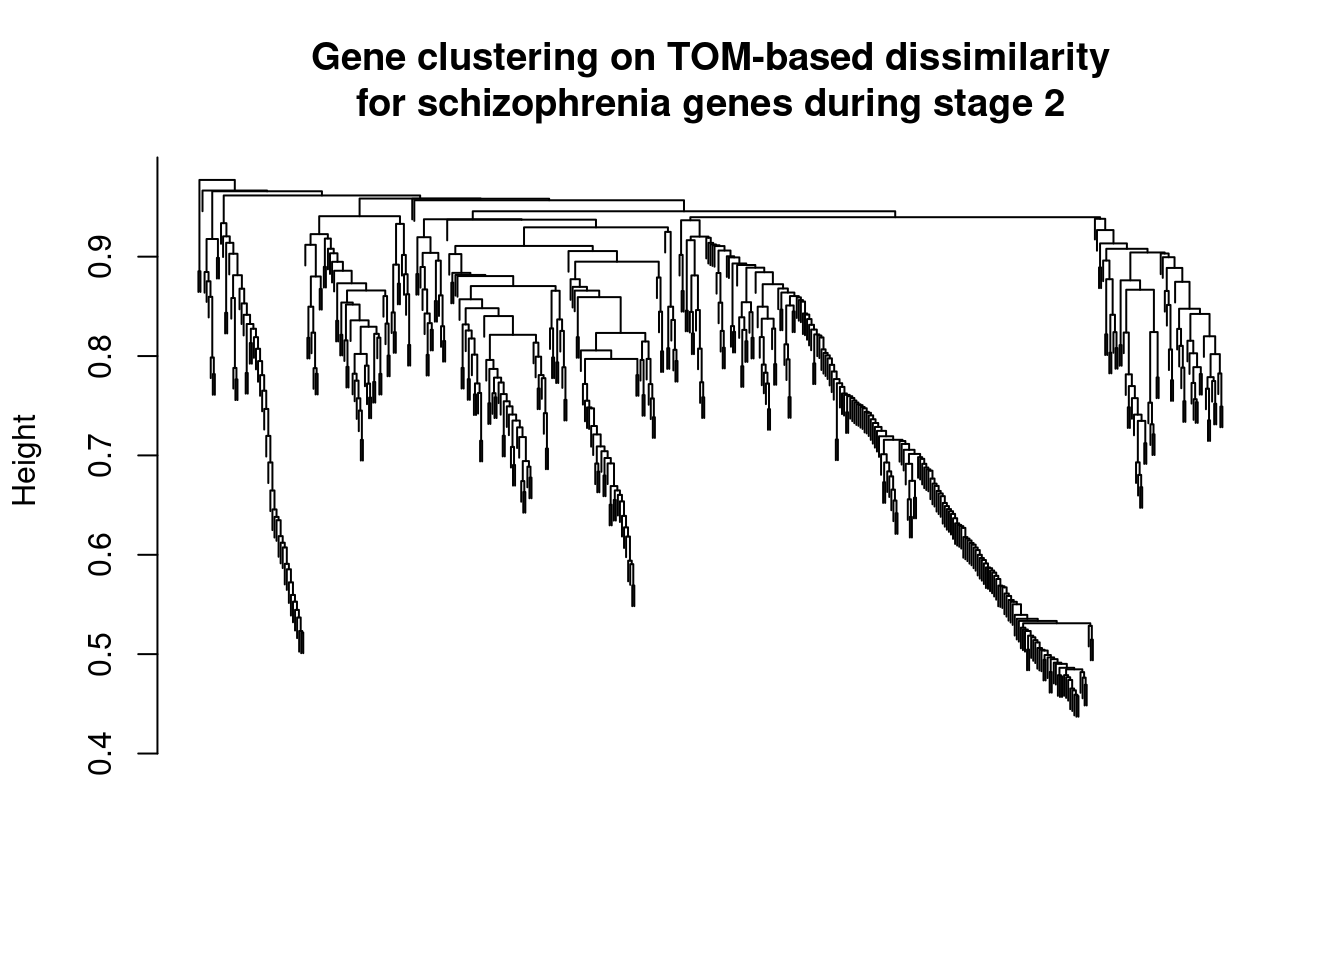 Gene clustering on TOM-based dissimilarity
for schizophrenia genes during stage 2
Height
0.9
0.8
0.7
0.6
0.5
0.4